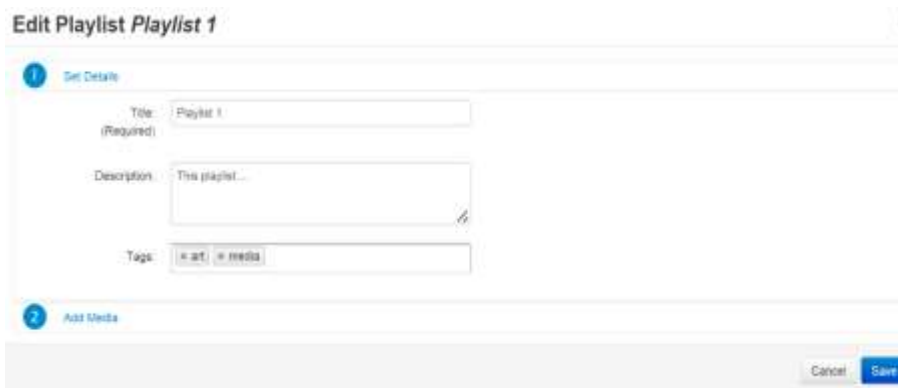 Edit Playlist Playlist 1
1 Set Details
Title: Playlist 1
(Required)
Description: This playlist...
Tags: × art × media
2 Add Media
Cancel Save